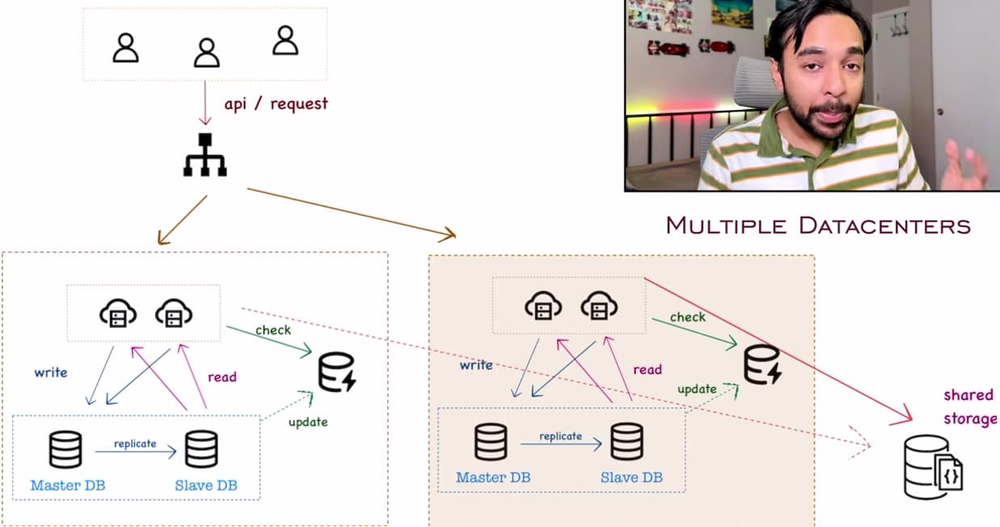 api / request
MULTIPLE DATACENTERS
check
write
read
update
replicate
Master DB
Slave DB
check
write
read
update
replicate
Master DB
Slave DB
shared
storage
{}